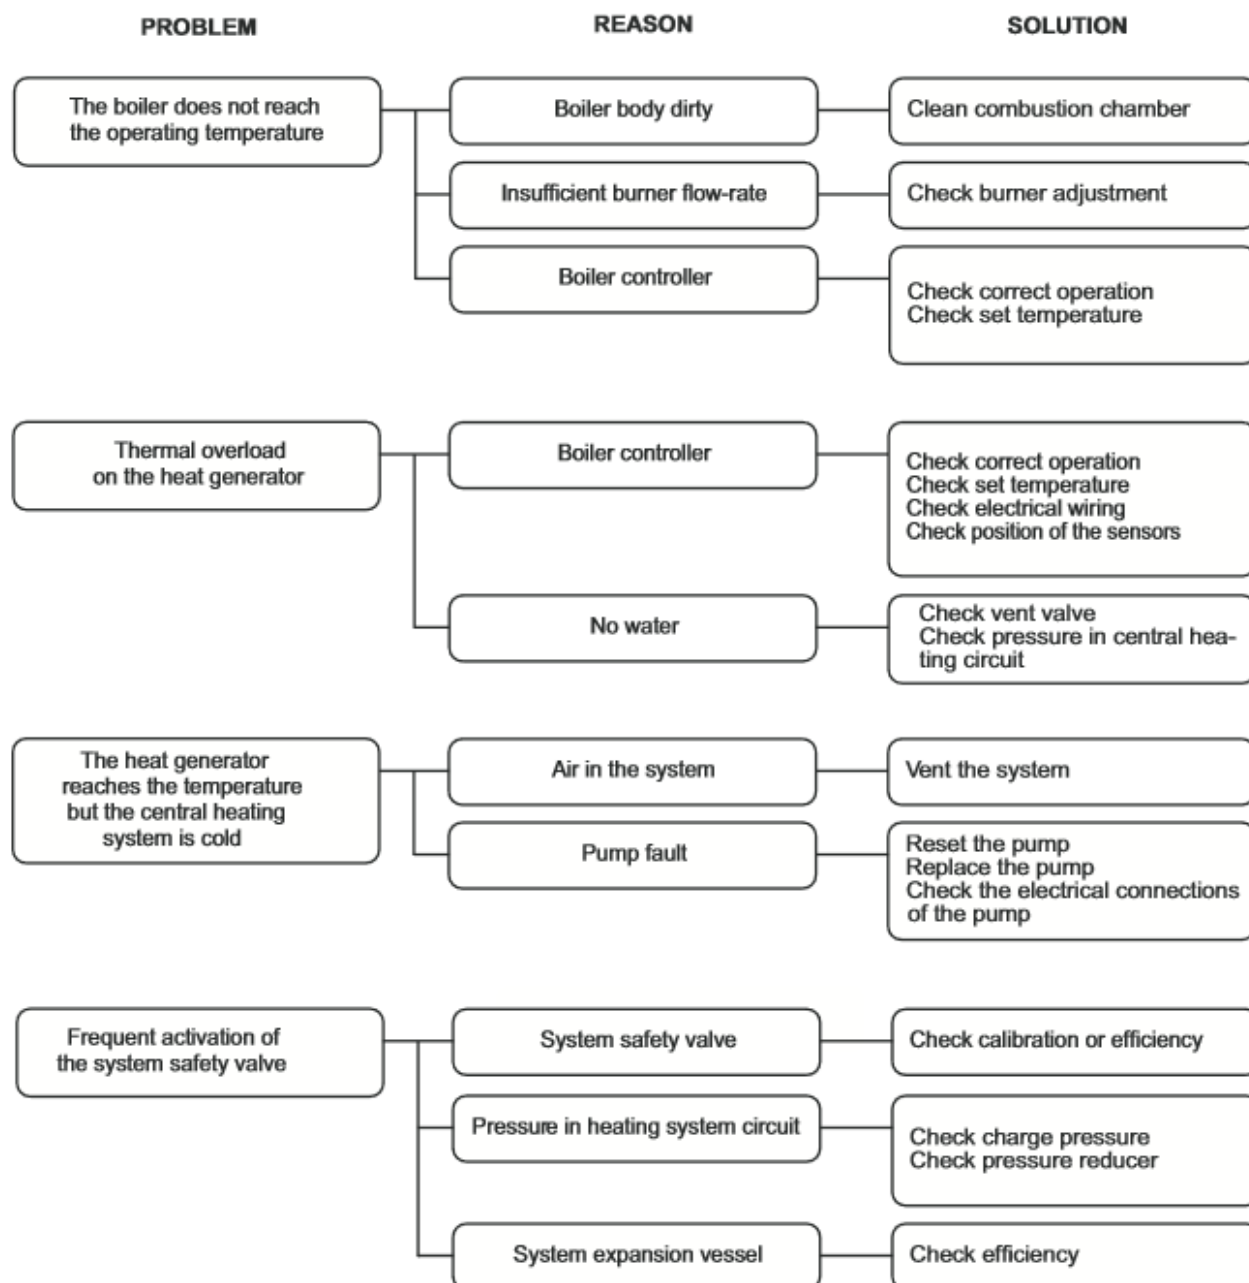 PROBLEM
REASON
SOLUTION
The boiler does not reach
the operating temperature
Boiler body dirty
Clean combustion chamber
Insufficient burner flow-rate
Check burner adjustment
Boiler controller
Check correct operation
Check set temperature
Thermal overload
on the heat generator
Boiler controller
Check correct operation
Check set temperature
Check electrical wiring
Check position of the sensors
No water
Check vent valve
Check pressure in central hea-
ting circuit
The heat generator
reaches the temperature
but the central heating
system is cold
Air in the system
Vent the system
Pump fault
Reset the pump
Replace the pump
Check the electrical connections
of the pump
Frequent activation of
the system safety valve
System safety valve
Check calibration or efficiency
Pressure in heating system circuit
Check charge pressure
Check pressure reducer
System expansion vessel
Check efficiency